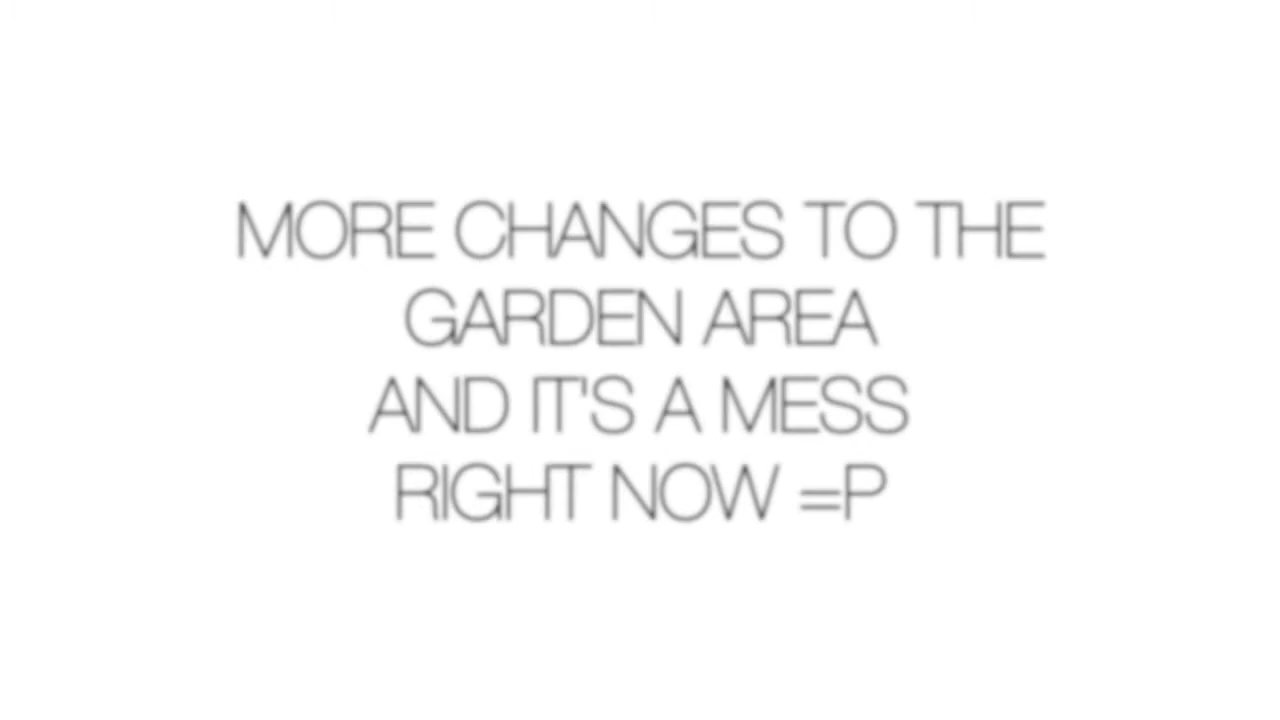 MORE CHANGES TO THE
GARDEN AREA
AND IT'S A MESS
RIGHT NOW =P